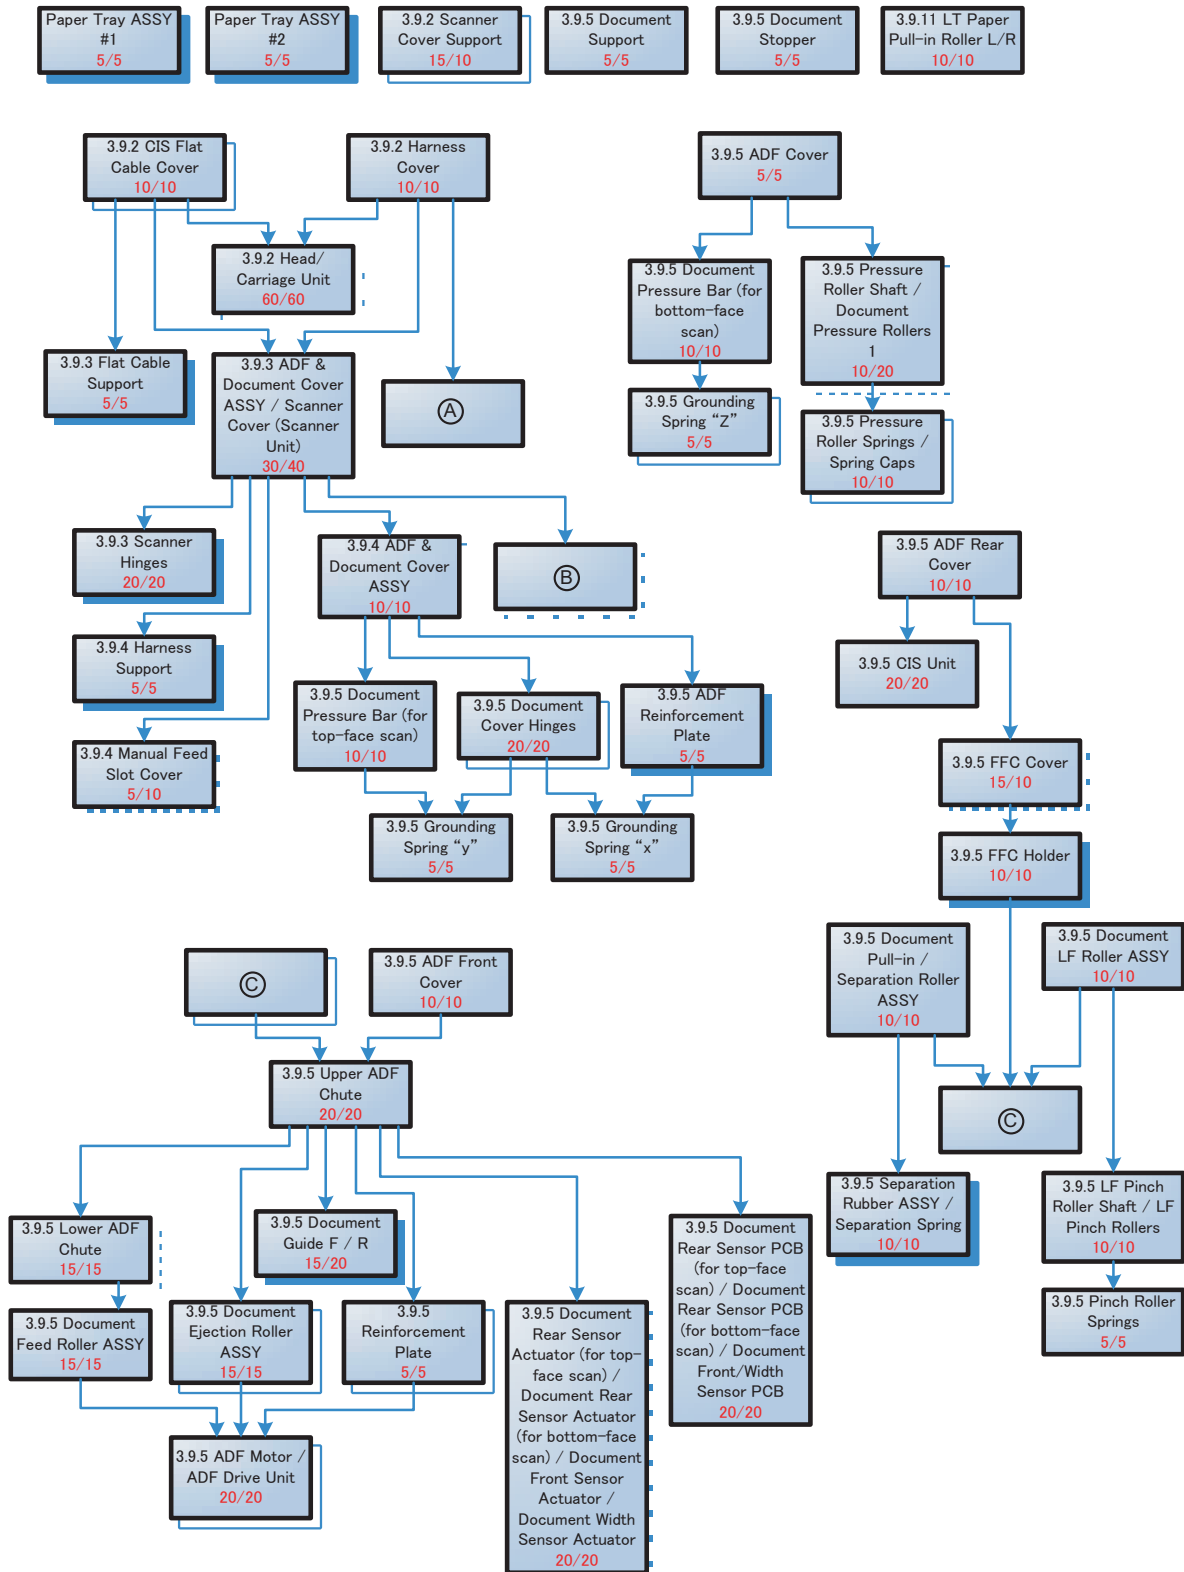 Paper Tray ASSY
#1
5/5
Paper Tray ASSY
#2
5/5
3.9.2 Scanner
Cover Support
15/10
3.9.5 Document
Support
5/5
3.9.5 Document
Stopper
5/5
3.9.11 LT Paper
Pull-in Roller L/R
10/10
3.9.2 CIS Flat
Cable Cover
10/10
3.9.2 Harness
Cover
10/10
3.9.5 ADF Cover
5/5
3.9.2 Head/
Carriage Unit
60/60
3.9.5 Document
Pressure Bar (for
bottom-face
scan)
10/10
3.9.5 Pressure
Roller Shaft /
Document
Pressure Rollers
1
10/20
3.9.3 Flat Cable
Support
5/5
3.9.3 ADF &
Document Cover
ASSY / Scanner
Cover (Scanner
Unit)
30/40
A
3.9.5 Grounding
Spring “Z”
5/5
3.9.5 Pressure
Roller Springs /
Spring Caps
10/10
3.9.3 Scanner
Hinges
20/20
3.9.4 ADF &
Document Cover
ASSY
10/10
B
3.9.5 ADF Rear
Cover
10/10
3.9.4 Harness
Support
5/5
3.9.5 CIS Unit
20/20
3.9.5 Document
Pressure Bar (for
top-face scan)
10/10
3.9.5 Document
Cover Hinges
20/20
3.9.5 ADF
Reinforcement
Plate
5/5
3.9.4 Manual Feed
Slot Cover
5/10
3.9.5 FFC Cover
15/10
3.9.5 Grounding
Spring “y”
5/5
3.9.5 Grounding
Spring “x”
5/5
3.9.5 FFC Holder
10/10
C
3.9.5 ADF Front
Cover
10/10
3.9.5 Document
Pull-in /
Separation Roller
ASSY
10/10
3.9.5 Document
LF Roller ASSY
10/10
3.9.5 Upper ADF
Chute
20/20
C
3.9.5 Lower ADF
Chute
15/15
3.9.5 Document
Guide F / R
15/20
3.9.5 Document
Rear Sensor PCB
(for top-face
scan) / Document
Rear Sensor PCB
(for bottom-face
scan) / Document
Front/Width
Sensor PCB
20/20
3.9.5 Separation
Rubber ASSY /
Separation Spring
10/10
3.9.5 LF Pinch
Roller Shaft / LF
Pinch Rollers
10/10
3.9.5 Document
Feed Roller ASSY
15/15
3.9.5 Document
Ejection Roller
ASSY
15/15
3.9.5
Reinforcement
Plate
5/5
3.9.5 Document
Rear Sensor
Actuator (for top-
face scan) /
Document Rear
Sensor Actuator
(for bottom-face
scan) / Document
Front Sensor
Actuator /
Document Width
Sensor Actuator
20/20
3.9.5 Pinch Roller
Springs
5/5
3.9.5 ADF Motor /
ADF Drive Unit
20/20